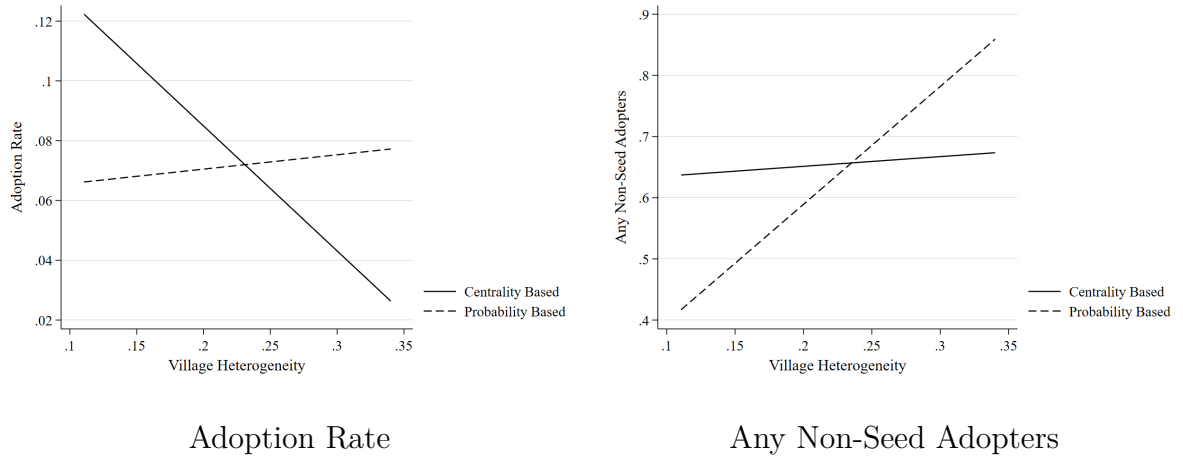 .12
.1
.08
.06
.04
.02
Adoption Rate
.1 .15 .2 .25 .3 .35
Village Heterogeneity
Centrality Based
Probability Based
Adoption Rate
.9
.8
.7
.6
.5
.4
Any Non-Seed Adopters
.1 .15 .2 .25 .3 .35
Village Heterogeneity
Centrality Based
Probability Based
Any Non-Seed Adopters